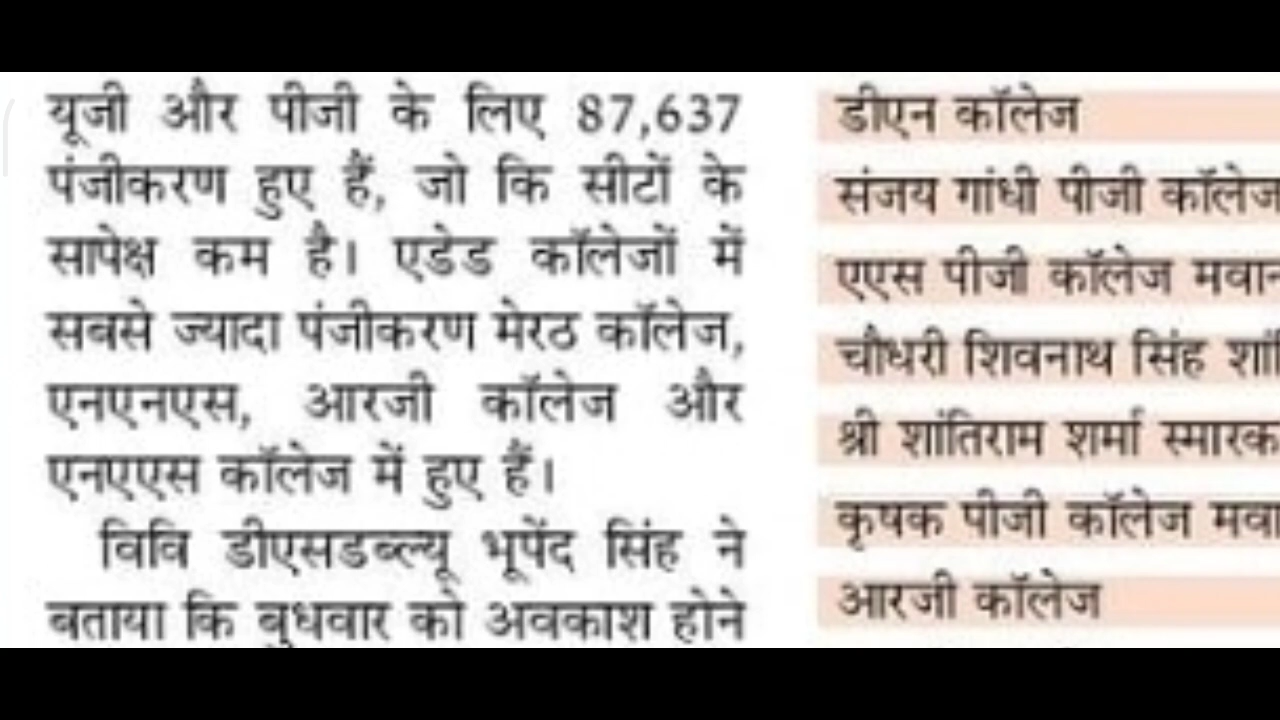 यूजी और पीजी के लिए 87,637
पंजीकरण हुए हैं, जो कि सीटों के
सापेक्ष कम है। एडेड कॉलेजों में
सबसे ज्यादा पंजीकरण मेरठ कॉलेज,
एनएनएस, आरजी कॉलेज और
एनएएस कॉलेज में हुए हैं।
विवि डीएसडब्ल्यू भूपेंद सिंह ने
बताया कि बुधवार को अवकाश होने
डीएन कॉलेज
संजय गांधी पीजी कॉलेज
एएस पीजी कॉलेज
चौधरी शिवनाथ सिंह
श्री शांतिराम शर्मा स्मारक
कृषक पीजी कॉलेज
आरजी कॉलेज